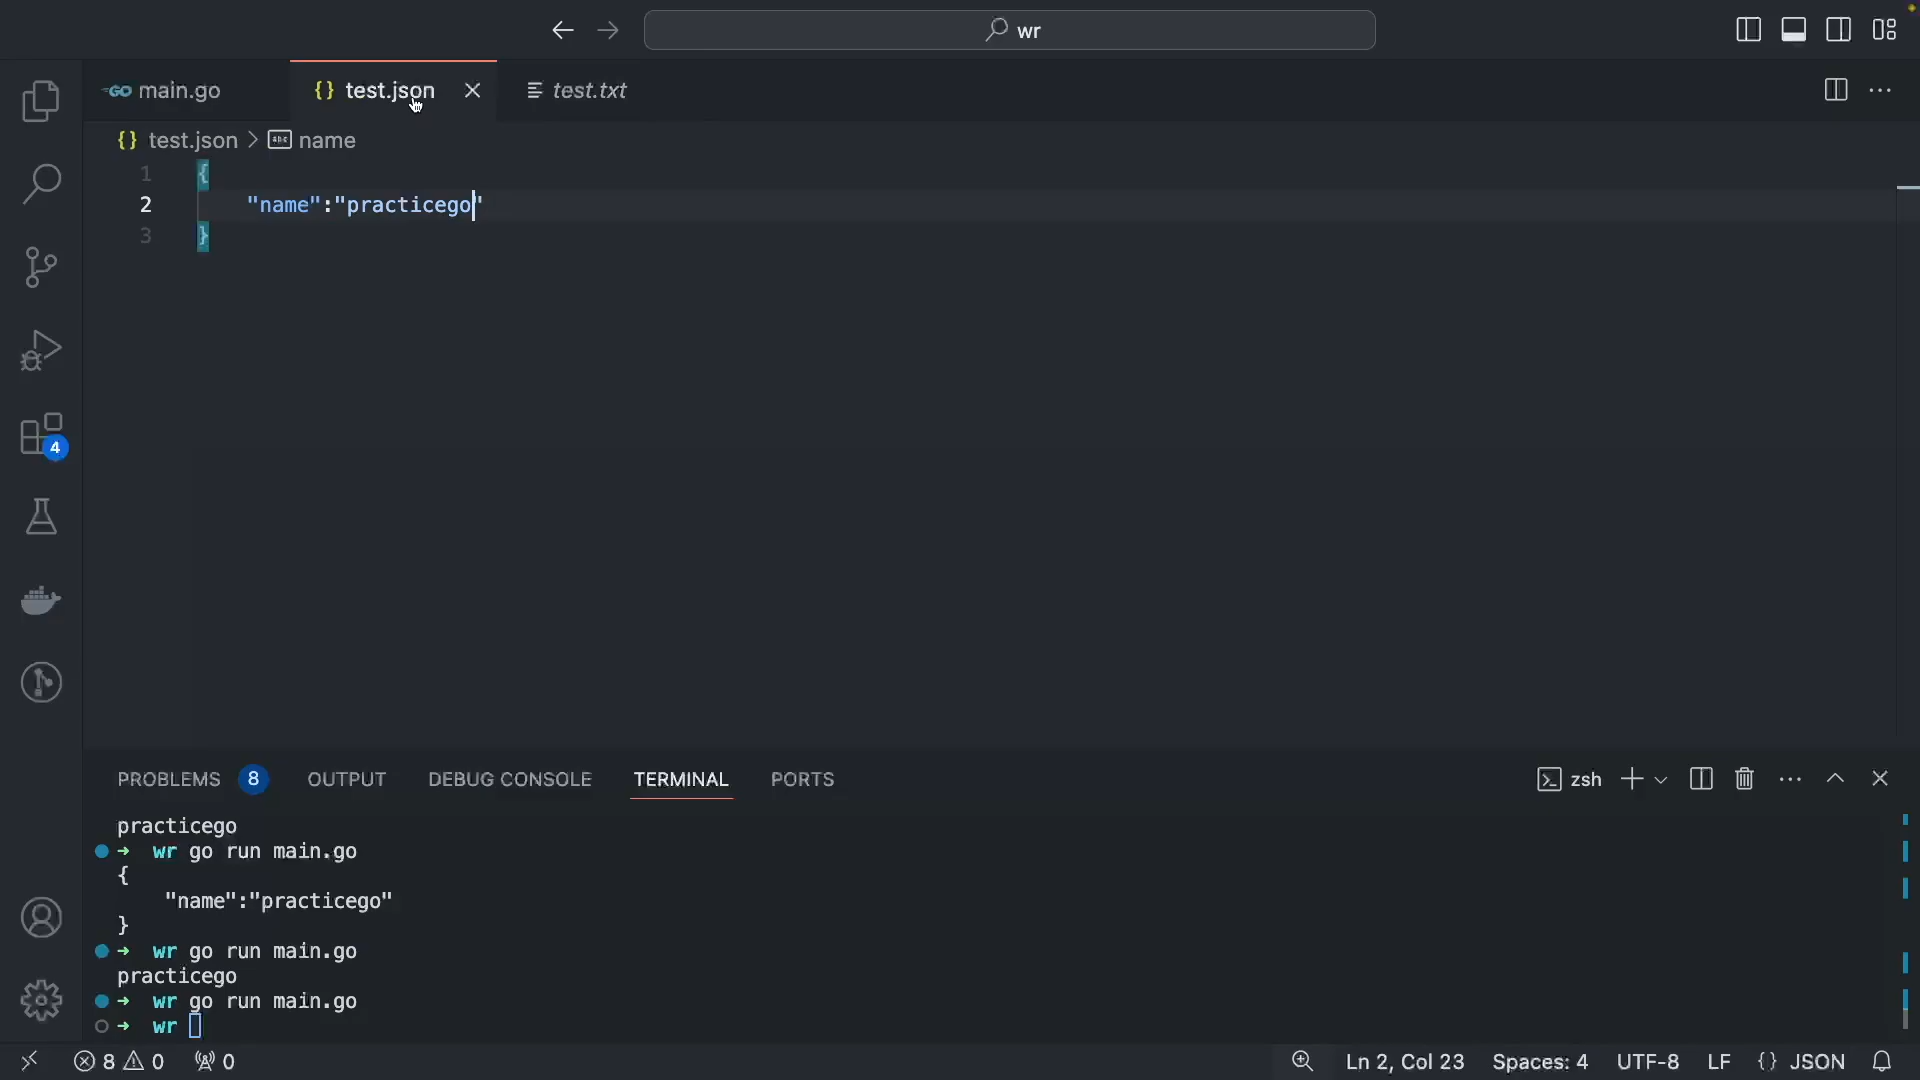 wr
GO main.go
{} test.json
test.txt
{} test.json > abc name
1 {
2 "name":"practicego"
3 }
4
PROBLEMS 8 OUTPUT DEBUG CONSOLE TERMINAL PORTS
zsh
practicego
➜ wr go run main.go
{
"name":"practicego"
}
➜ wr go run main.go
practicego
➜ wr go run main.go
➜ wr
8 0 0
Ln 2, Col 23 Spaces: 4 UTF-8 LF {} JSON